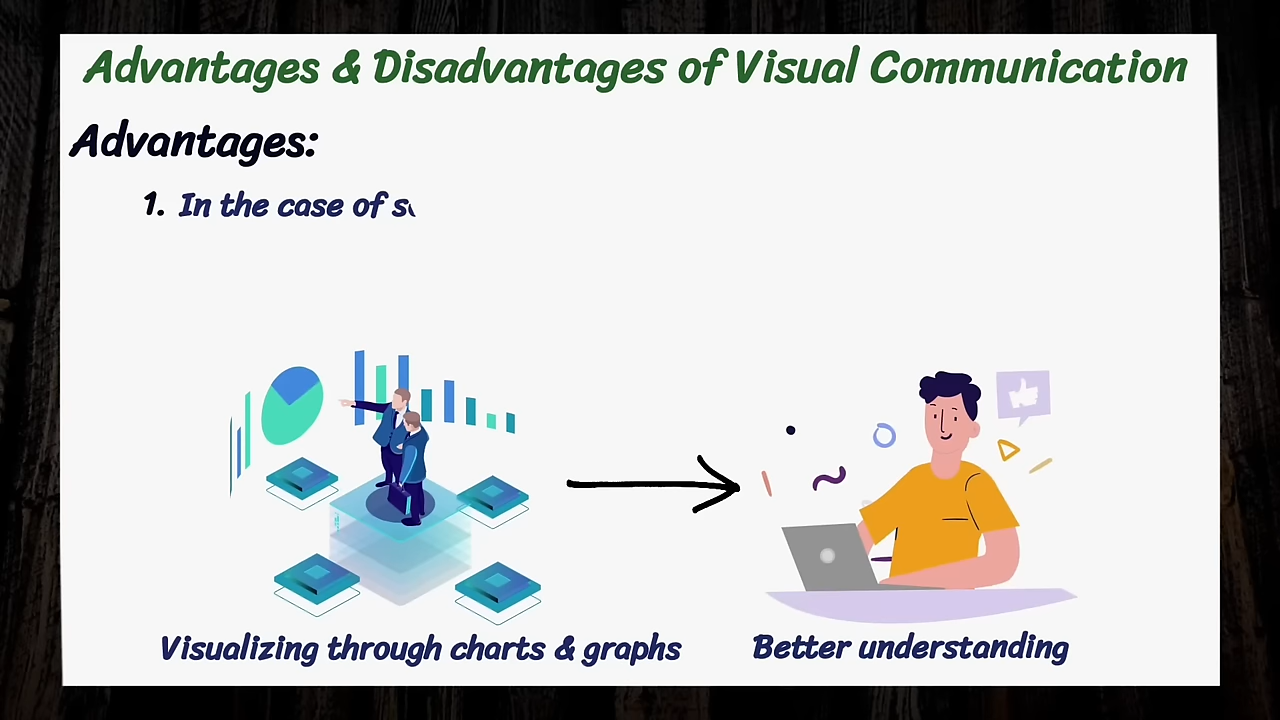 Advantages & Disadvantages of Visual Communication
Advantages:
1. In the case of
Visualizing through charts & graphs
Better understanding